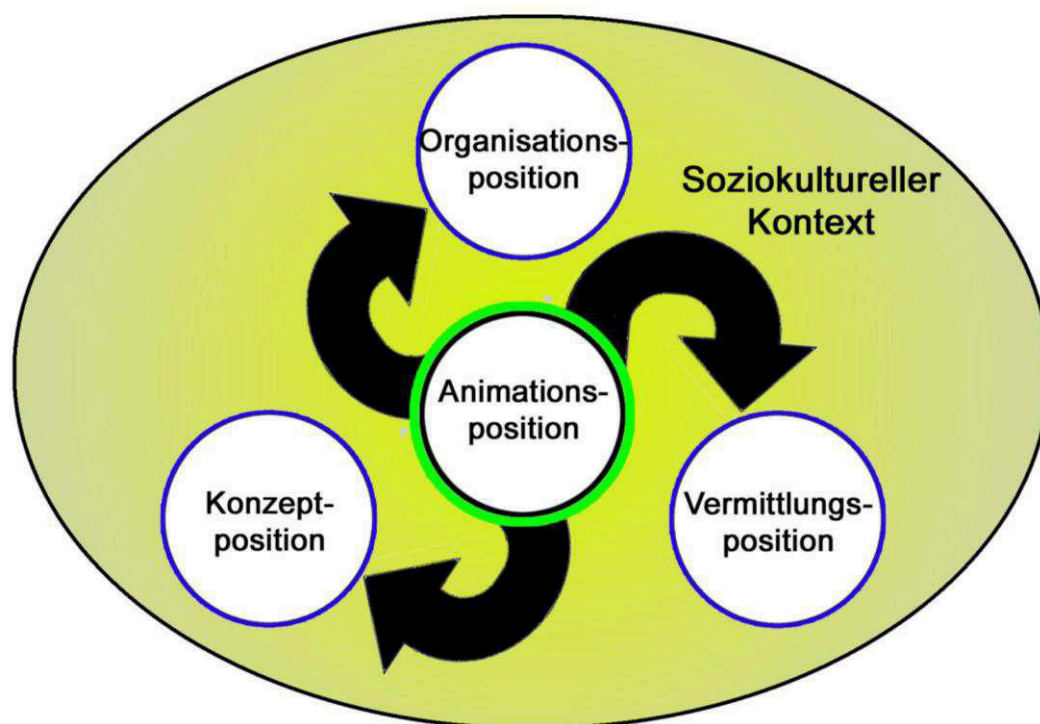 Organisations-
position
Soziokultureller
Kontext
Animations-
position
Konzept-
position
Vermittlungs-
position